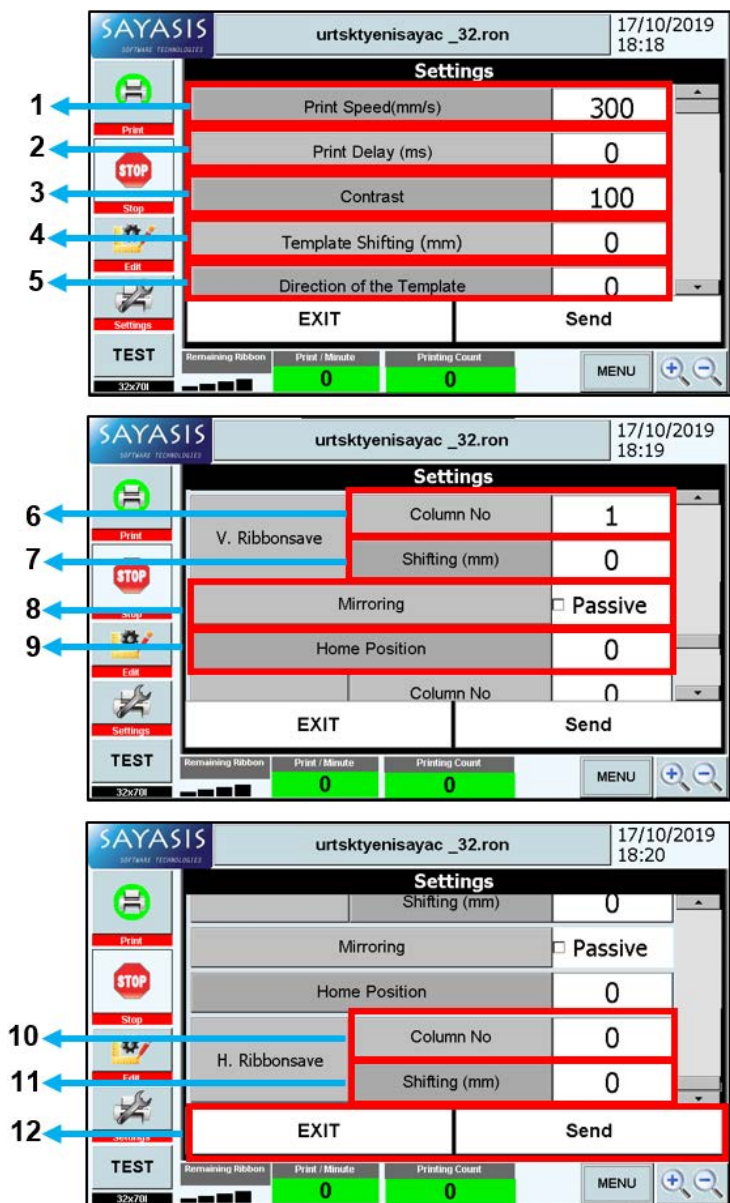 SAYASIS
SOFTWARE TECHNOLOGIES
urtsktyenisayac _32.ron
17/10/2019
18:18
Settings
1
Print Speed(mm/s) 300
Print
2
Print Delay (ms) 0
STOP
3
Contrast 100
Stop
4
Template Shifting (mm) 0
Edit
5
Direction of the Template 0
Settings
EXIT Send
TEST
Remaining Ribbon Print / Minute Printing Count
0 0
MENU
32x70l
SAYASIS
SOFTWARE TECHNOLOGIES
urtsktyenisayac _32.ron
17/10/2019
18:19
Settings
6
Column No 1
Print
V. Ribbonsave
7
Shifting (mm) 0
STOP
8
Mirroring Passive
Stop
9
Home Position 0
Edit
Column No 0
Settings
EXIT Send
TEST
Remaining Ribbon Print / Minute Printing Count
0 0
MENU
32x70l
SAYASIS
SOFTWARE TECHNOLOGIES
urtsktyenisayac _32.ron
17/10/2019
18:20
Settings
Shifting (mm) 0
Print
Mirroring Passive
STOP
Home Position 0
Stop
10
Column No 0
H. Ribbonsave
Edit
11
Shifting (mm) 0
12
Settings
EXIT Send
TEST
Remaining Ribbon Print / Minute Printing Count
0 0
MENU
32x70l